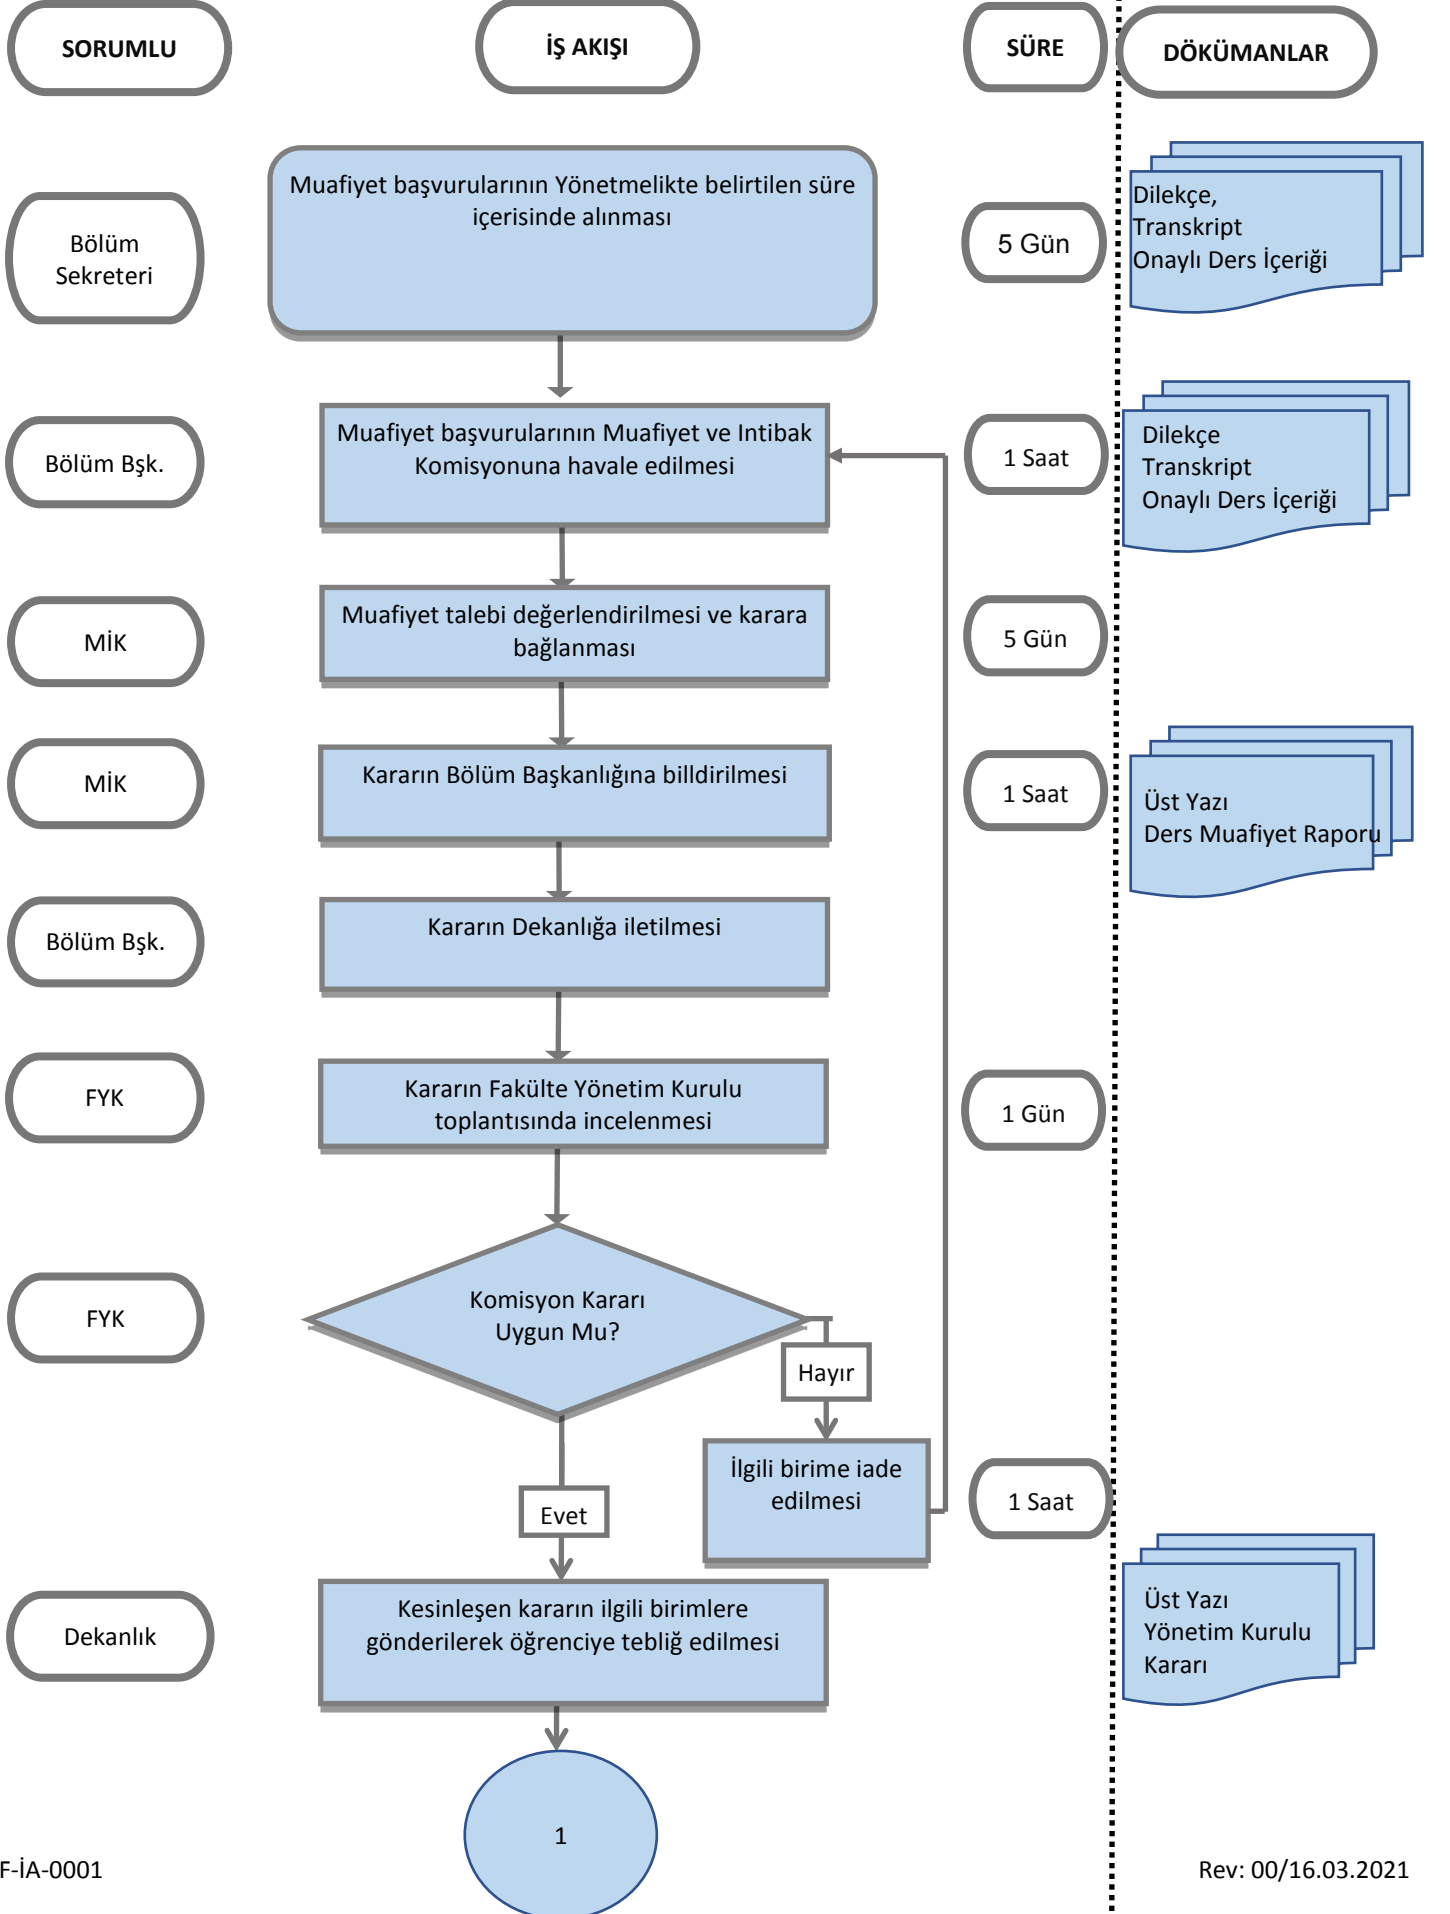 SORUMLU
İŞ AKIŞI
SÜRE
DÖKÜMANLAR
Bölüm
Sekreteri
Muafiyet başvurularının Yönetmelikte belirtilen süre
içerisinde alınması
5 Gün
Dilekçe,
Transkript
Onaylı Ders İçeriği
Bölüm Bşk.
Muafiyet başvurularının Muafiyet ve Intibak
Komisyonuna havale edilmesi
1 Saat
Dilekçe
Transkript
Onaylı Ders İçeriği
MİK
Muafiyet talebi değerlendirilmesi ve karara
bağlanması
5 Gün
MİK
Kararın Bölüm Başkanlığına billdirilmesi
1 Saat
Üst Yazı
Ders Muafiyet Raporu
Bölüm Bşk.
Kararın Dekanlığa iletilmesi
FYK
Kararın Fakülte Yönetim Kurulu
toplantısında incelenmesi
1 Gün
FYK
Komisyon Kararı
Uygun Mu?
Hayır
İlgili birime iade
edilmesi
1 Saat
Evet
Dekanlık
Kesinleşen kararın ilgili birimlere
gönderilerek öğrenciye tebliğ edilmesi
Üst Yazı
Yönetim Kurulu
Kararı
1
F-İA-0001
Rev: 00/16.03.2021